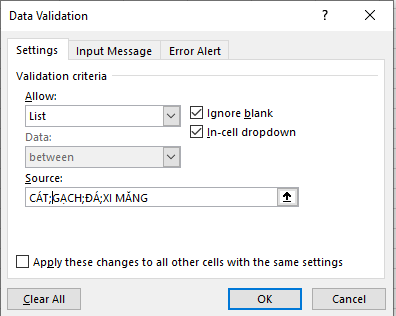 Data Validation ? ×
Settings Input Message Error Alert
Validation criteria
Allow:
List
Ignore blank
Data:
In-cell dropdown
between
Source:
CÁT;GẠCH;ĐÁ;XI MĂNG
Apply these changes to all other cells with the same settings
Clear All OK Cancel